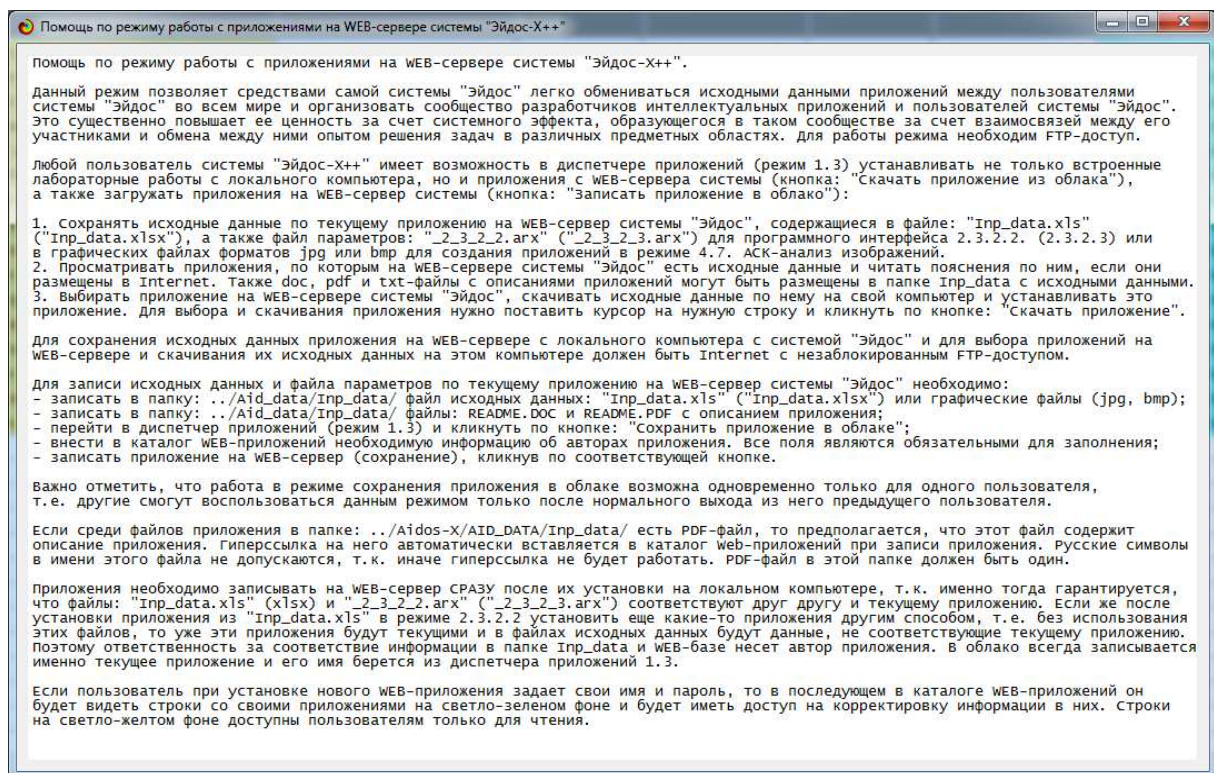 Помощь по режиму работы с приложениями на WEB-сервере системы "Эйдос-X++"
Помощь по режиму работы с приложениями на WEB-сервере системы "Эйдос-X++".
Данный режим позволяет средствами самой системы "Эйдос" легко обмениваться исходными данными приложений между пользователями
системы "Эйдос" во всем мире и организовать сообщество разработчиков интеллектуальных приложений и пользователей системы "Эйдос".
Это существенно повышает ее ценность за счет системного эффекта, образующегося в таком сообществе за счет взаимосвязей между его
участниками и обмена между ними опытом решения задач в различных предметных областях. Для работы режима необходим FTP-доступ.
Любой пользователь системы "Эйдос-X++" имеет возможность в диспетчере приложений (режим 1.3) устанавливать не только встроенные
лабораторные работы с локального компьютера, но и приложения с WEB-сервера системы (кнопка: "Скачать приложение из облака"),
а также загружать приложения на WEB-сервер системы (кнопка: "Записать приложение в облако"):
1. Сохранять исходные данные по текущему приложению на WEB-сервер системы "Эйдос", содержащиеся в файле: "Inp_data.xls"
("Inp_data.xlsx"), а также файл параметров: "_2_3_2_2.arx" ("_2_3_2_3.arx") для программного интерфейса 2.3.2.2. (2.3.2.3) или
в графических файлах форматов jpg или bmp для создания приложений в режиме 4.7. АСК-анализ изображений.
2. Просматривать приложения, по которым на WEB-сервере системы "Эйдос" есть исходные данные и читать пояснения по ним, если они
размещены в Internet. Также doc, pdf и txt-файлы с описаниями приложений могут быть размещены в папке Inp_data с исходными данными.
3. Выбирать приложение на WEB-сервере системы "Эйдос", скачивать исходные данные по нему на свой компьютер и устанавливать это
приложение. Для выбора и скачивания приложения нужно поставить курсор на нужную строку и кликнуть по кнопке: "Скачать приложение".
Для сохранения исходных данных приложения на WEB-сервере с локального компьютера с системой "Эйдос" и для выбора приложений на
WEB-сервере и скачивания их исходных данных на этом компьютере должен быть Internet с незаблокированным FTP-доступом.
Для записи исходных данных и файла параметров по текущему приложению на WEB-сервер системы "Эйдос" необходимо:
- записать в папку: ../Aid_data/Inp_data/ файл исходных данных: "Inp_data.xls" ("Inp_data.xlsx") или графические файлы (jpg, bmp);
- записать в папку: ../Aid_data/Inp_data/ файлы: README.DOC и README.PDF с описанием приложения;
- перейти в диспетчер приложений (режим 1.3) и кликнуть по кнопке: "Сохранить приложение в облаке";
- внести в каталог WEB-приложений необходимую информацию об авторах приложения. Все поля являются обязательными для заполнения;
- записать приложение на WEB-сервер (сохранение), кликнув по соответствующей кнопке.
Важно отметить, что работа в режиме сохранения приложения в облаке возможна одновременно только для одного пользователя,
т.е. другие смогут воспользоваться данным режимом только после нормального выхода из него предыдущего пользователя.
Если среди файлов приложения в папке: ../Aidos-X/AID_DATA/Inp_data/ есть PDF-файл, то предполагается, что этот файл содержит
описание приложения. Гиперссылка на него автоматически вставляется в каталог Web-приложений при записи приложения. Русские символы
в имени этого файла не допускаются, т.к. иначе гиперссылка не будет работать. PDF-файл в этой папке должен быть один.
Приложения необходимо записывать на WEB-сервер СРАЗУ после их установки на локальном компьютере, т.к. именно тогда гарантируется,
что файлы: "Inp_data.xls" (xlsx) и "_2_3_2_2.arx" ("_2_3_2_3.arx") соответствуют друг другу и текущему приложению. Если же после
установки приложения из "Inp_data.xls" в режиме 2.3.2.2 установить еще какие-то приложения другим способом, т.е. без использования
этих файлов, то уже эти приложения будут текущими и в файлах исходных данных будут данные, не соответствующие текущему приложению.
Поэтому ответственность за соответствие информации в папке Inp_data и WEB-базе несет автор приложения. В облако всегда записывается
именно текущее приложение и его имя берется из диспетчера приложений 1.3.
Если пользователь при установке нового WEB-приложения задает свои имя и пароль, то в последующем в каталоге WEB-приложений он
будет видеть строки со своими приложениями на светло-зеленом фоне и будет иметь доступ на корректировку информации в них. Строки
на светло-желтом фоне доступны пользователям только для чтения.